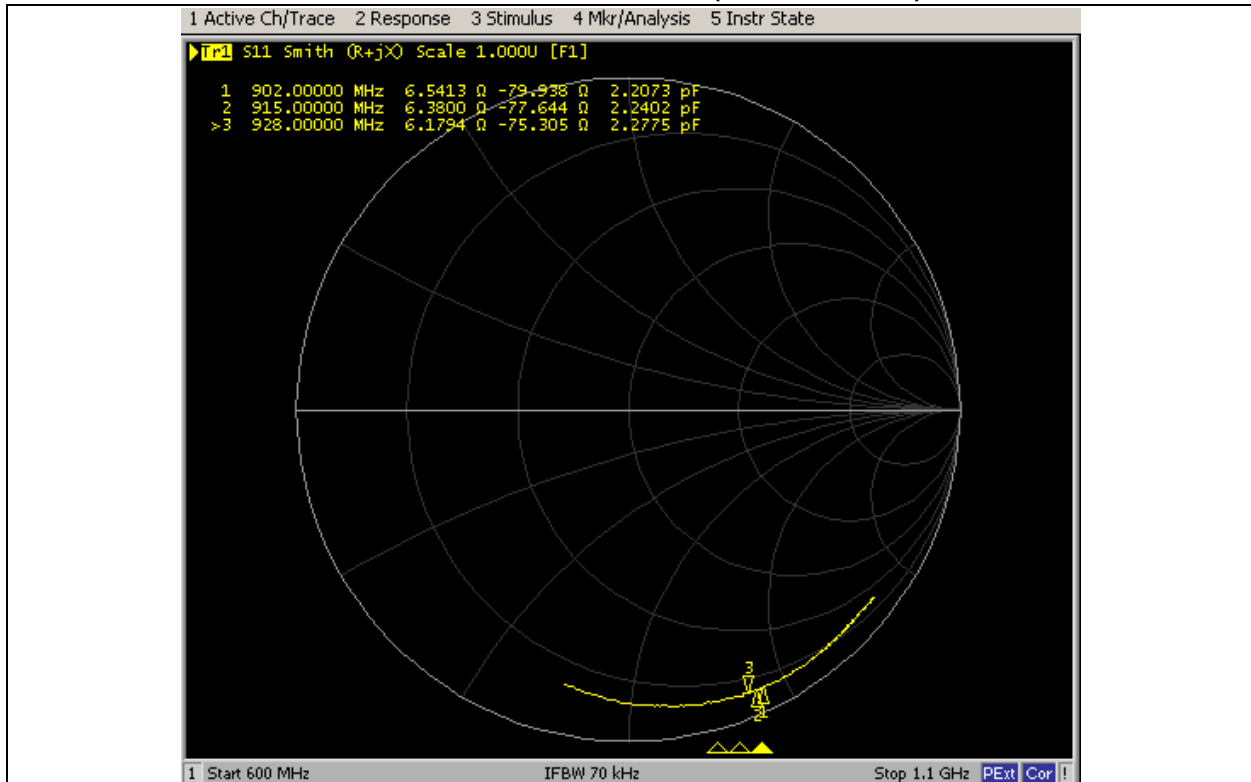 1 Active Ch/Trace 2 Response 3 Stimulus 4 Mkr/Analysis 5 Instr State
Tr1 S11 Smith (R+jX) Scale 1.000U [F1]
1 902.00000 MHz 6.5413 Ω -79.938 Ω 2.2073 pF
2 915.00000 MHz 6.3800 Ω -77.644 Ω 2.2402 pF
>3 928.00000 MHz 6.1794 Ω -75.305 Ω 2.2775 pF
3
2 1
1 Start 600 MHz IFBW 70 kHz Stop 1.1 GHz PExt Cor !